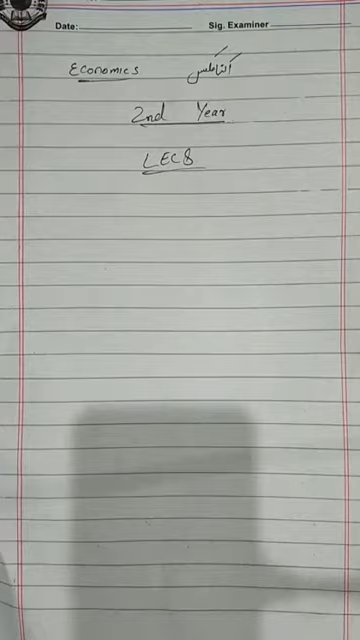 Date: Sig. Examiner
Economics اکنامکس
2nd Year
LEC 8